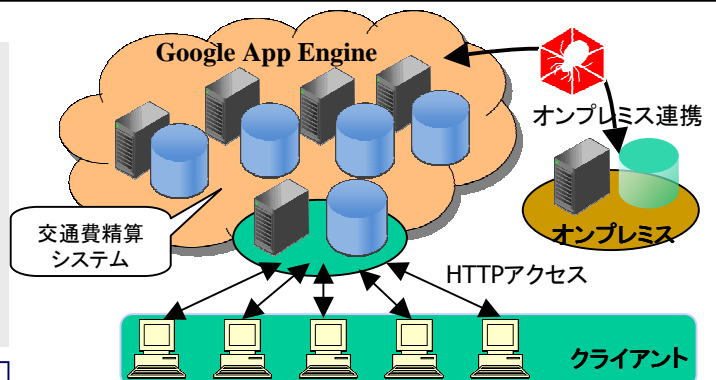 Google App Engine
オンプレミス連携
交通費精算
システム
オンプレミス
HTTPアクセス
クライアント